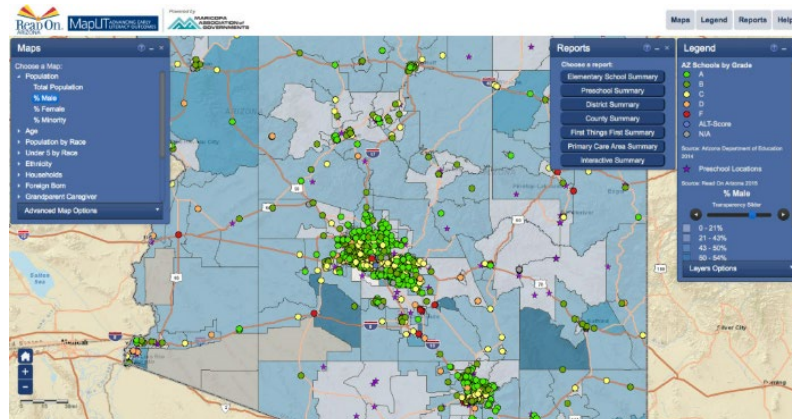 Powered by
READ ON
ARIZONA
MapLIT ADVANCING EARLY
LITERACY OUTCOMES
MARICOPA
ASSOCIATION of
GOVERNMENTS
Maps
Legend
Reports
Help
Maps
Choose a Map:
Population
Total Population
% Male
% Female
% Minority
Age
Population by Race
Under 5 by Race
Ethnicity
Households
Foreign Born
Grandparent Caregiver
Advanced Map Options
Reports
Choose a report:
Elementary School Summary
Preschool Summary
District Summary
County Summary
First Things First Summary
Primary Care Area Summary
Interactive Summary
Legend
AZ Schools by Grade
A
B
C
D
F
ALT-Score
N/A
Source: Arizona Department of Education
2014
Preschool Locations
Source: Read On Arizona 2015
% Male
Transparency Slider
0 - 21%
21 - 43%
43 - 50%
50 - 54%
Layers Options
Silver City